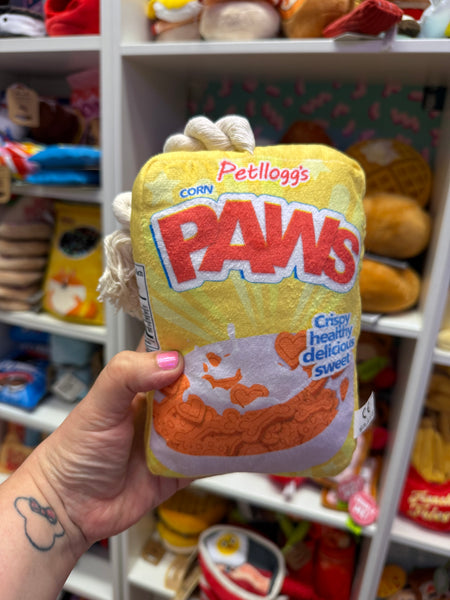 Petllogg's
CORN
PAWS
Crispy
healthy
delicious
sweet